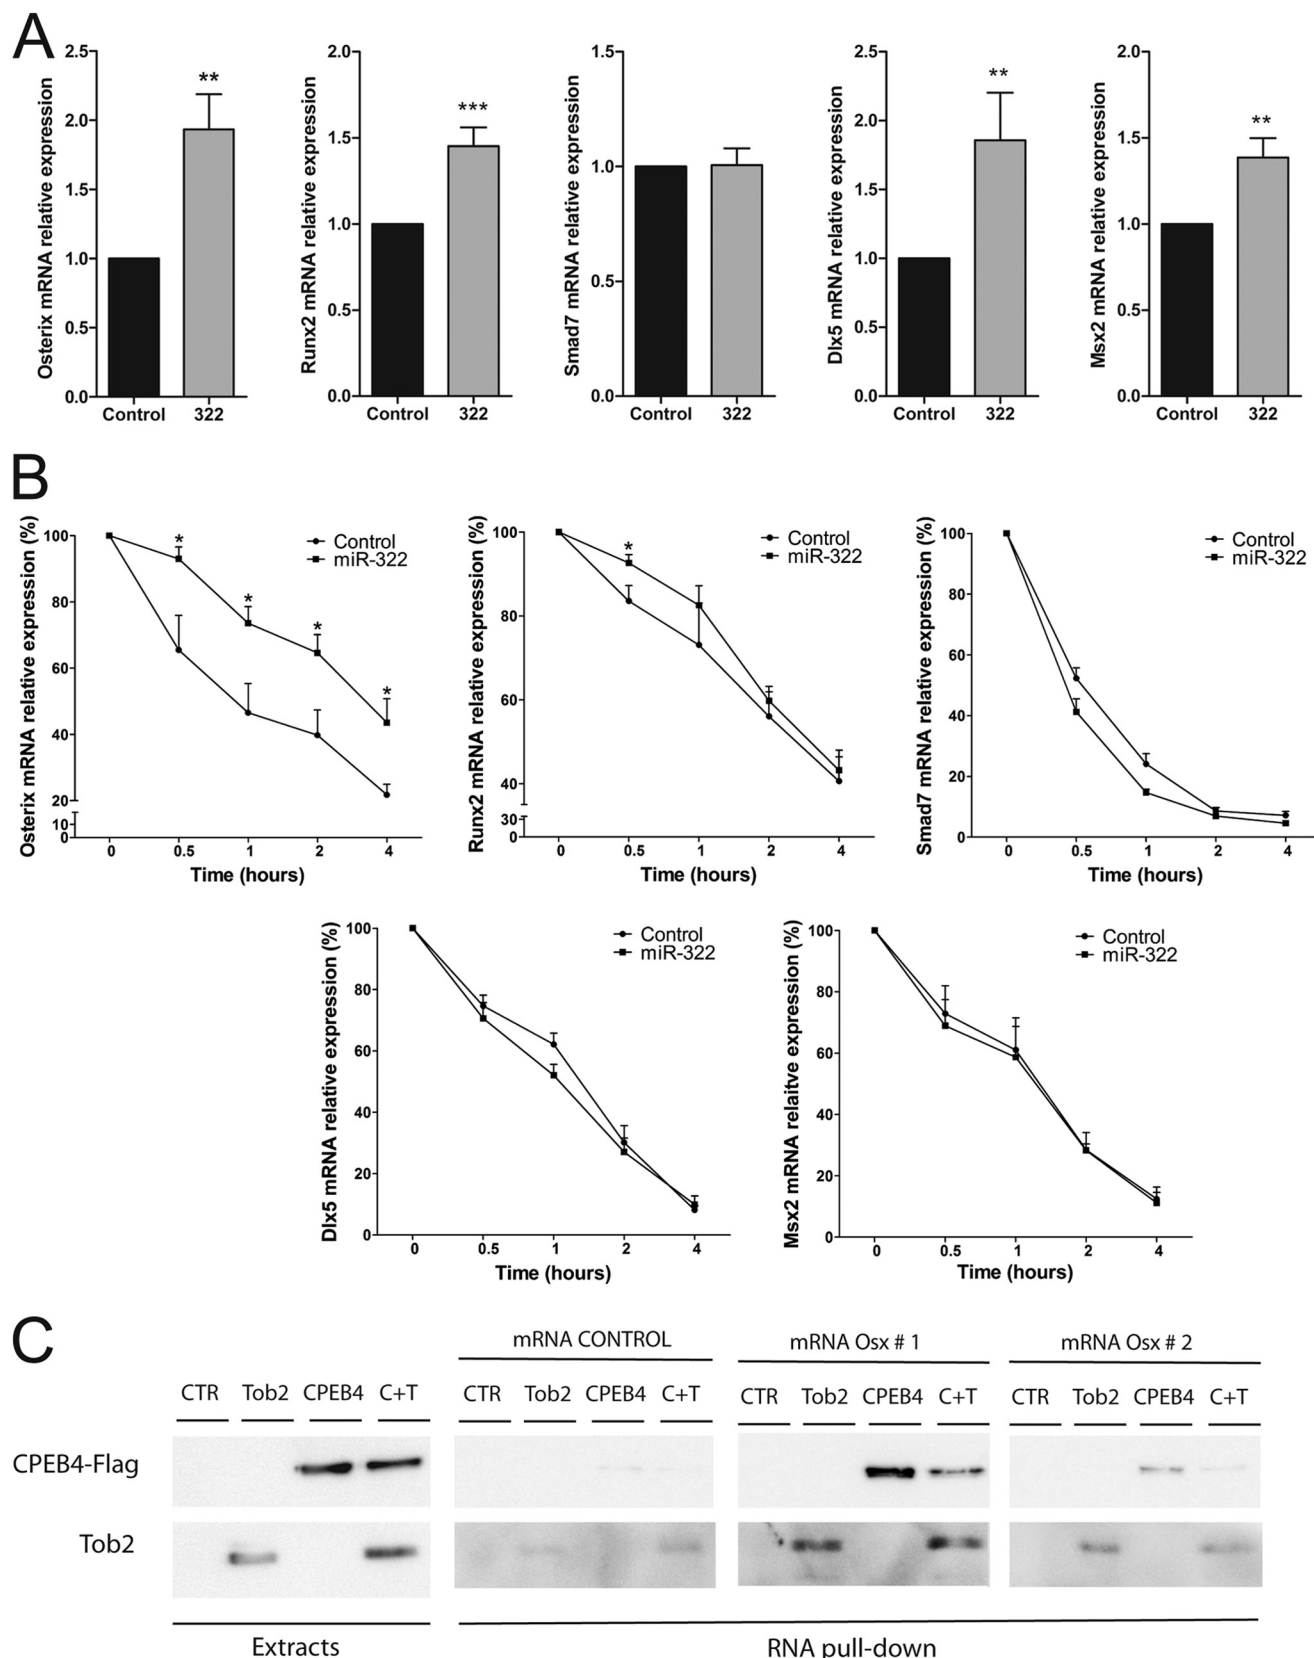 A
Osterix mRNA relative expression
2.5
2.0
1.5
1.0
0.5
0.0
**
Control
322
Runx2 mRNA relative expression
2.0
1.5
1.0
0.5
0.0
***
Control
322
Smad7 mRNA relative expression
1.5
1.0
0.5
0.0
Control
322
Dlx5 mRNA relative expression
2.5
2.0
1.5
1.0
0.5
0.0
**
Control
322
Msx2 mRNA relative expression
2.0
1.5
1.0
0.5
0.0
**
Control
322
B
Osterix mRNA relative expression (%)
100
80
60
40
20
10
0
*
*
*
*
Control
miR-322
0 0.5 1 2 4
Time (hours)
Runx2 mRNA relative expression (%)
100
80
60
40
30
0
*
Control
miR-322
0 0.5 1 2 4
Time (hours)
Smad7 mRNA relative expression (%)
100
80
60
40
20
0
Control
miR-322
0 0.5 1 2 4
Time (hours)
Dlx5 mRNA relative expression (%)
100
80
60
40
20
0
Control
miR-322
0 0.5 1 2 4
Time (hours)
Msx2 mRNA relaitve expression (%)
100
80
60
40
20
0
Control
miR-322
0 0.5 1 2 4
Time (hours)
C
mRNA CONTROL
mRNA Osx # 1
mRNA Osx # 2
CTR Tob2 CPEB4 C+T
CTR Tob2 CPEB4 C+T
CTR Tob2 CPEB4 C+T
CTR Tob2 CPEB4 C+T
CPEB4-Flag
Tob2
Extracts
RNA pull-down